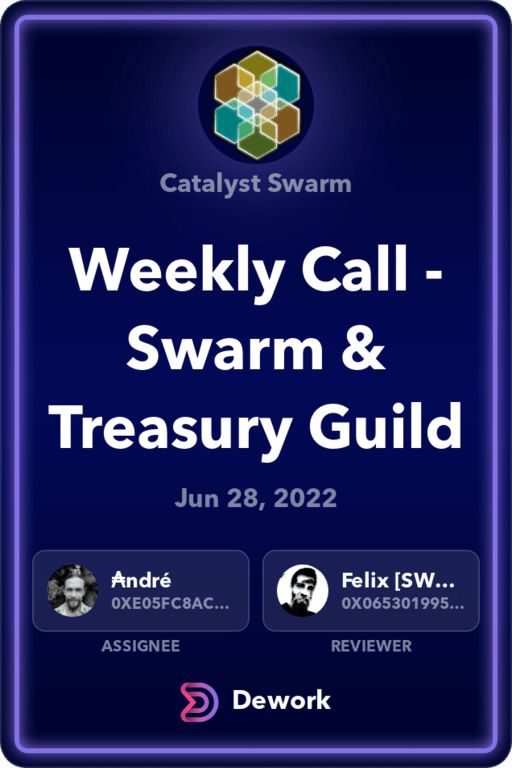 Catalyst Swarm
Weekly Call -
Swarm &
Treasury Guild
Jun 28, 2022
₳ndré
0XE05FC8AC...
Felix [SW...
0X065301995...
ASSIGNEE
REVIEWER
Dework